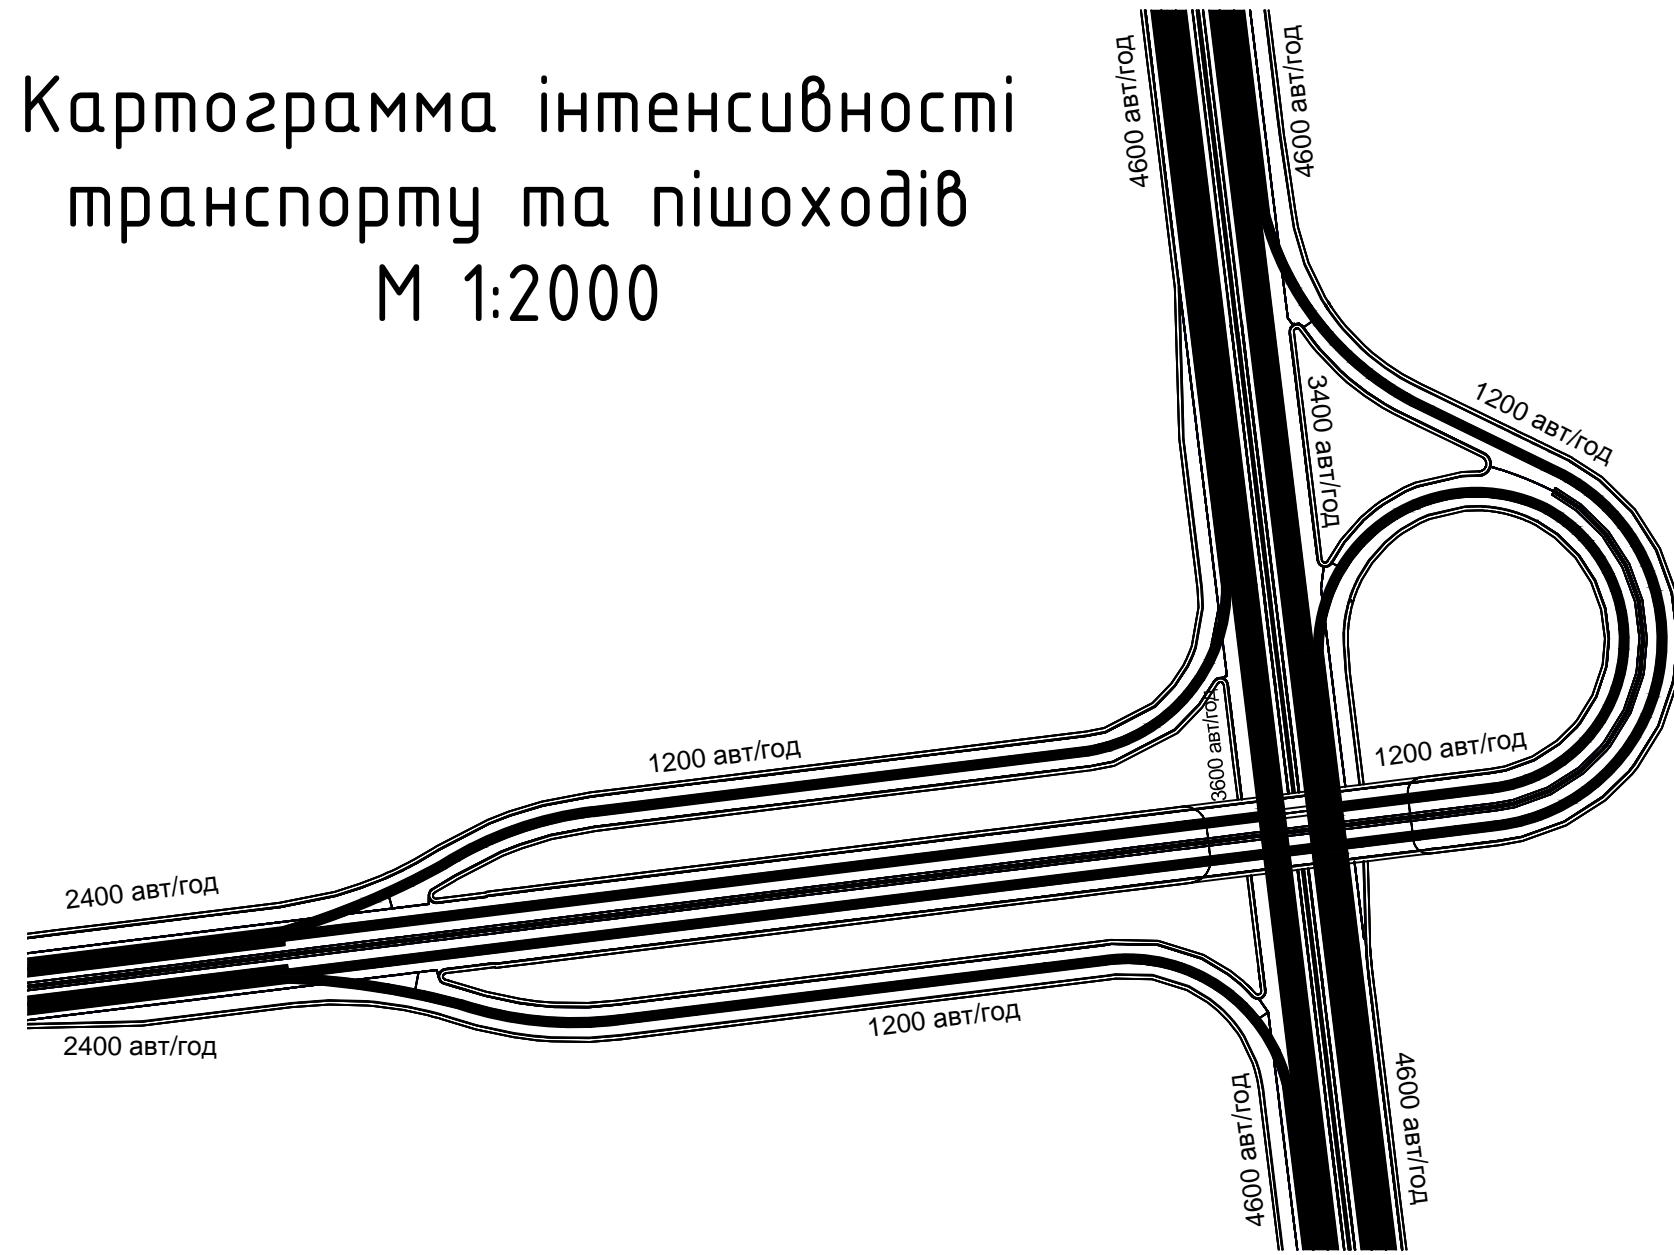 Картограмма інтенсивності
транспорту та пішоходів
М 1:2000
4600 авт/год
4600 авт/год
1200 авт/год
3400 авт/год
3600 авт/год
1200 авт/год
1200 авт/год
2400 авт/год
2400 авт/год
1200 авт/год
4600 авт/год
4600 авт/год